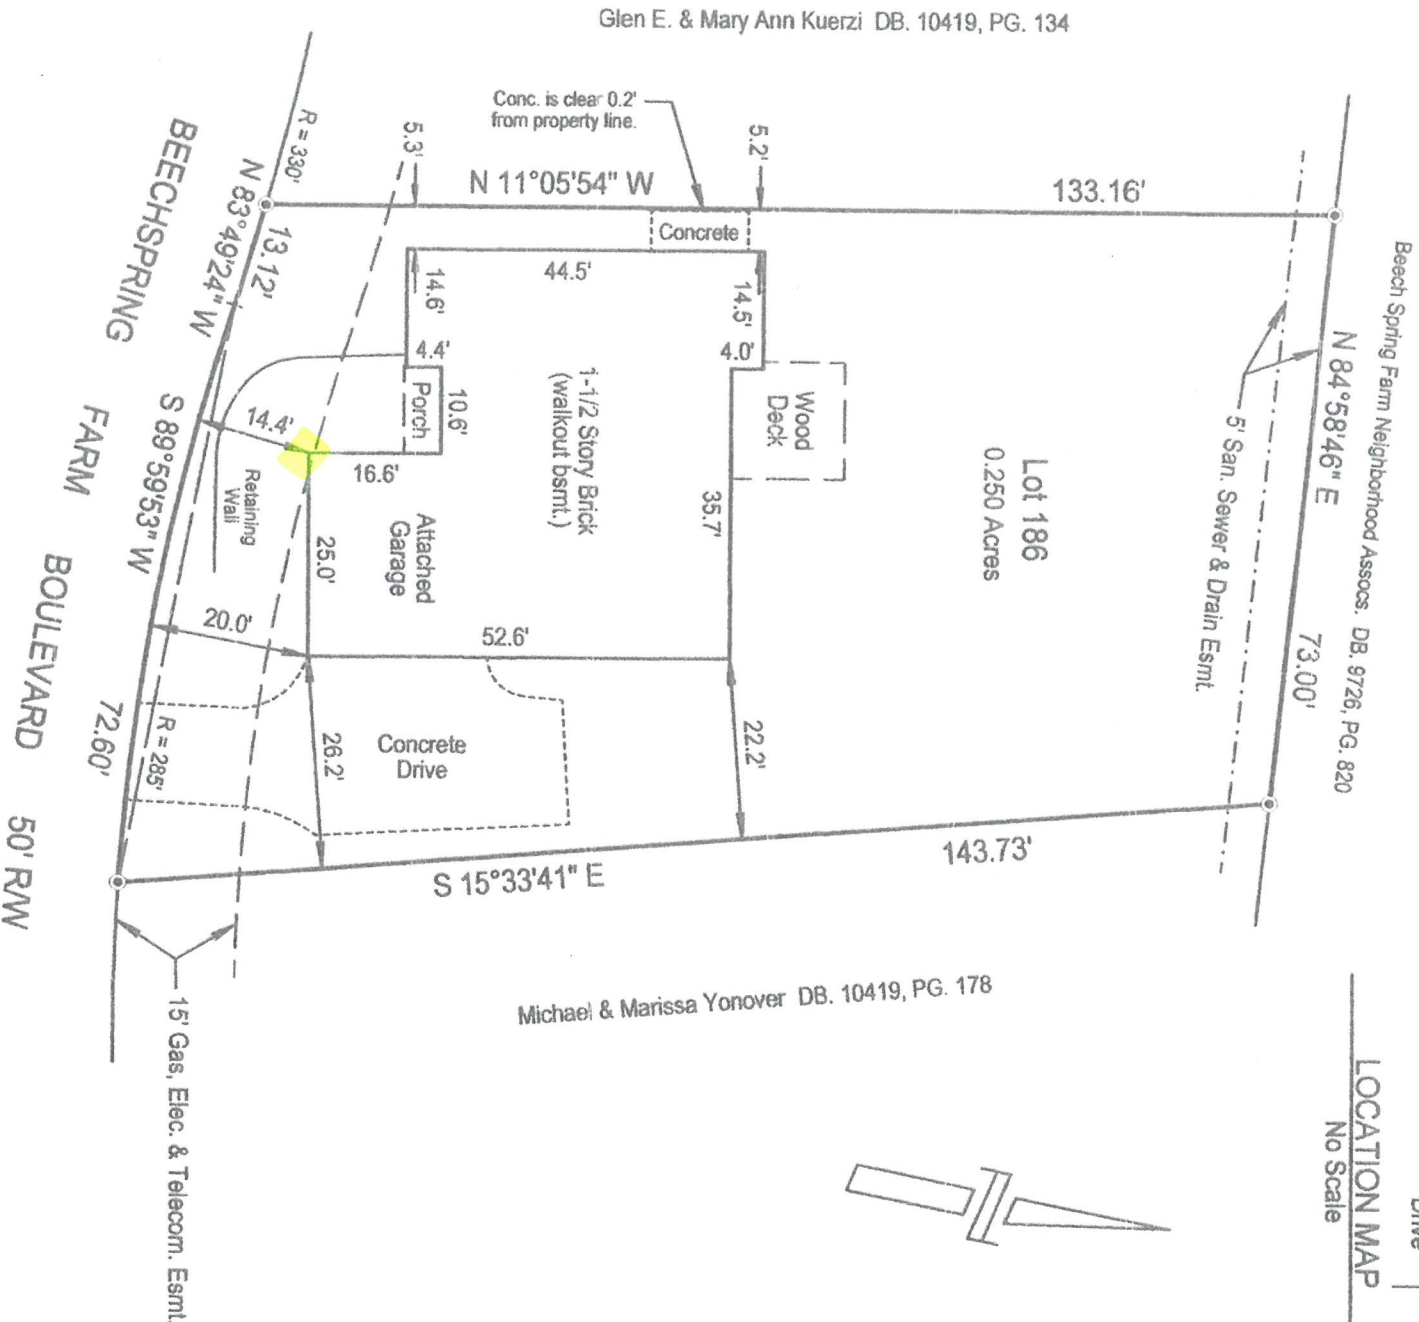 Glen E. & Mary Ann Kuerzi DB. 10419, PG. 134
Conc. is clear 0.2'
from property line.
5.3'
5.2'
R = 330'
N 11°05'54" W
133.16'
N 83°49'24" W
13.12'
Concrete
44.5'
14.6'
14.5'
4.4'
4.0'
Porch
10.6'
16.6'
14.4'
1-1/2 Story Brick
(walkout bsmt.)
Wood
Deck
35.7'
Lot 186
0.250 Acres
5' San. Sewer & Drain Esmt.
N 84°58'46" E
73.00'
Beech Spring Farm Neighborhood Assocs. DB. 9726, PG. 820
Retaining
Wall
25.0'
Attached
Garage
20.0'
52.6'
S 89°59'53" W
72.60'
R = 285'
26.2'
Concrete
Drive
22.2'
S 15°33'41" E
143.73'
BEECHSPRING FARM BOULEVARD 50' R/W
Michael & Marissa Yonover DB. 10419, PG. 178
15' Gas, Elec. & Telecom. Esmt.
Drive
LOCATION MAP
No Scale